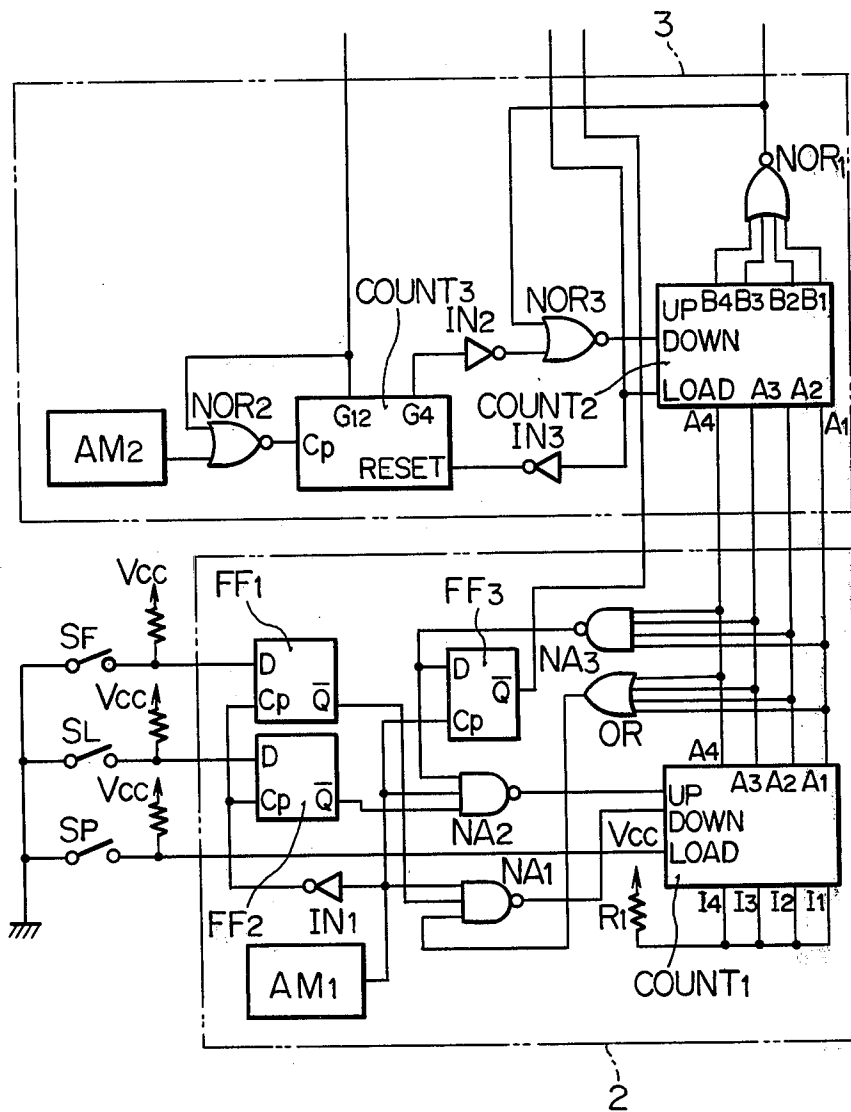 3
NOR1
COUNT3
NOR3
IN2
B4 B3 B2 B1
UP
DOWN
LOAD A3 A2
A4
A1
COUNT2
NOR2
G12 G4
Cp
RESET
AM2
IN3
Vcc
FF1
FF3
SF
D
Cp Q̅
NA3
D
Q̅
Cp
Vcc
SL
D
Cp Q̅
OR
A4
A3 A2 A1
UP
DOWN
LOAD
Vcc
NA2
Vcc
SP
NA1
FF2
IN1
R1
I4 I3 I2 I1
AM1
COUNT1
2